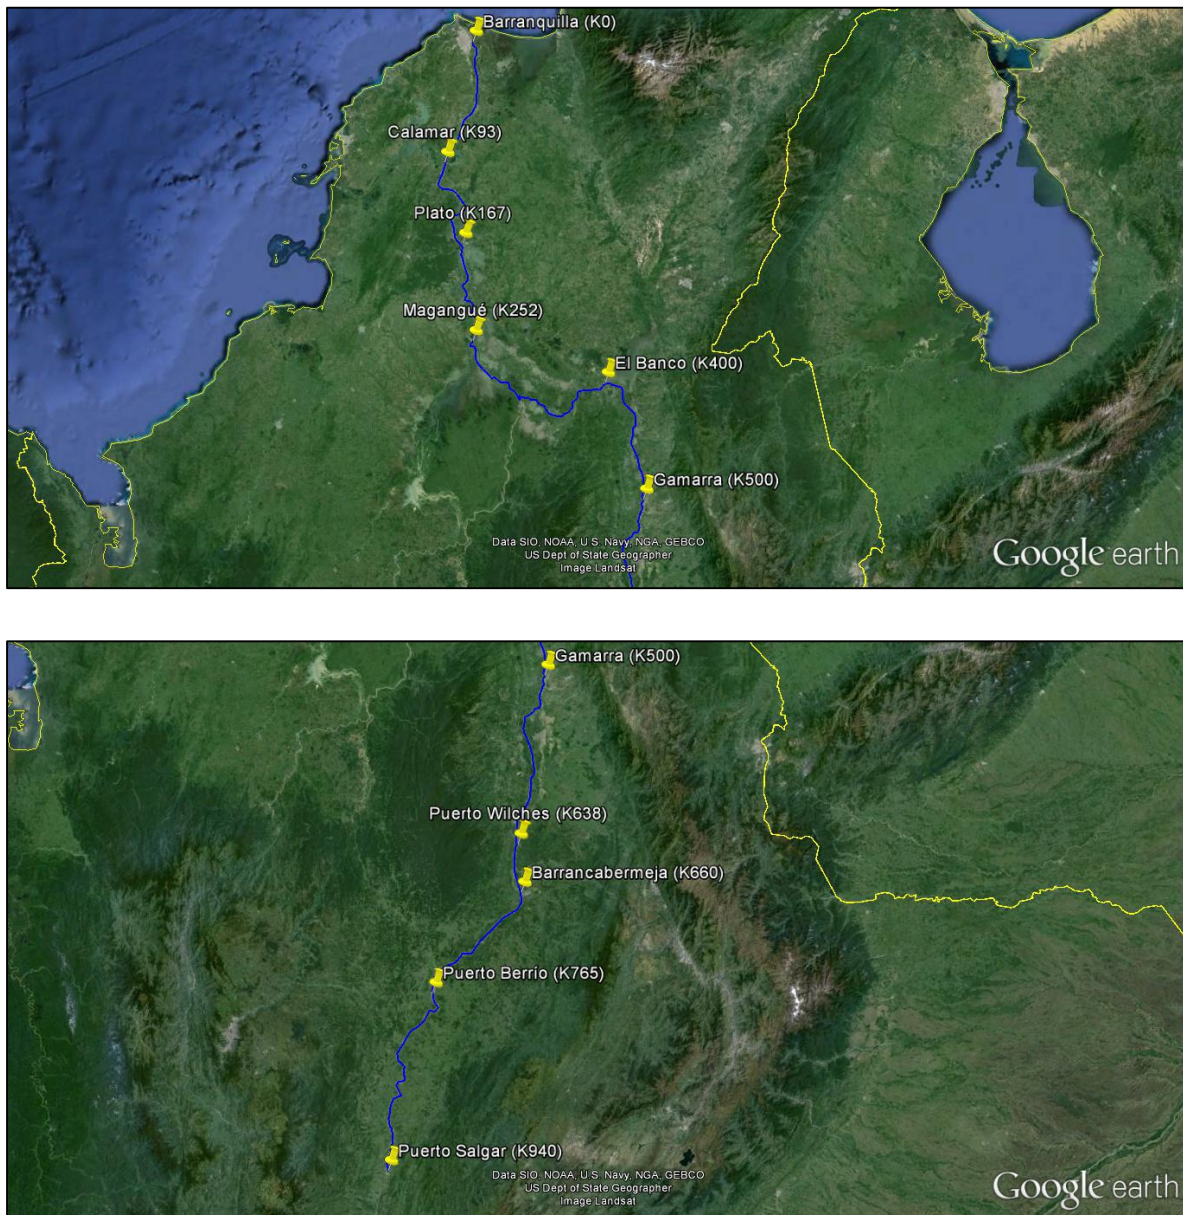 Barranquilla (K0)
Calamar (K93)
Plato (K167)
Magangué (K252)
El Banco (K400)
Gamarra (K500)
Data SIO, NOAA, U.S. Navy, NGA, GEBCO
US Dept of State Geographer
Image Landsat
Google earth
Gamarra (K500)
Puerto Wilches (K638)
Barrancabermeja (K660)
Puerto Berrío (K765)
Puerto Salgar (K940)
Data SIO, NOAA, U.S. Navy, NGA, GEBCO
US Dept of State Geographer
Image Landsat
Google earth